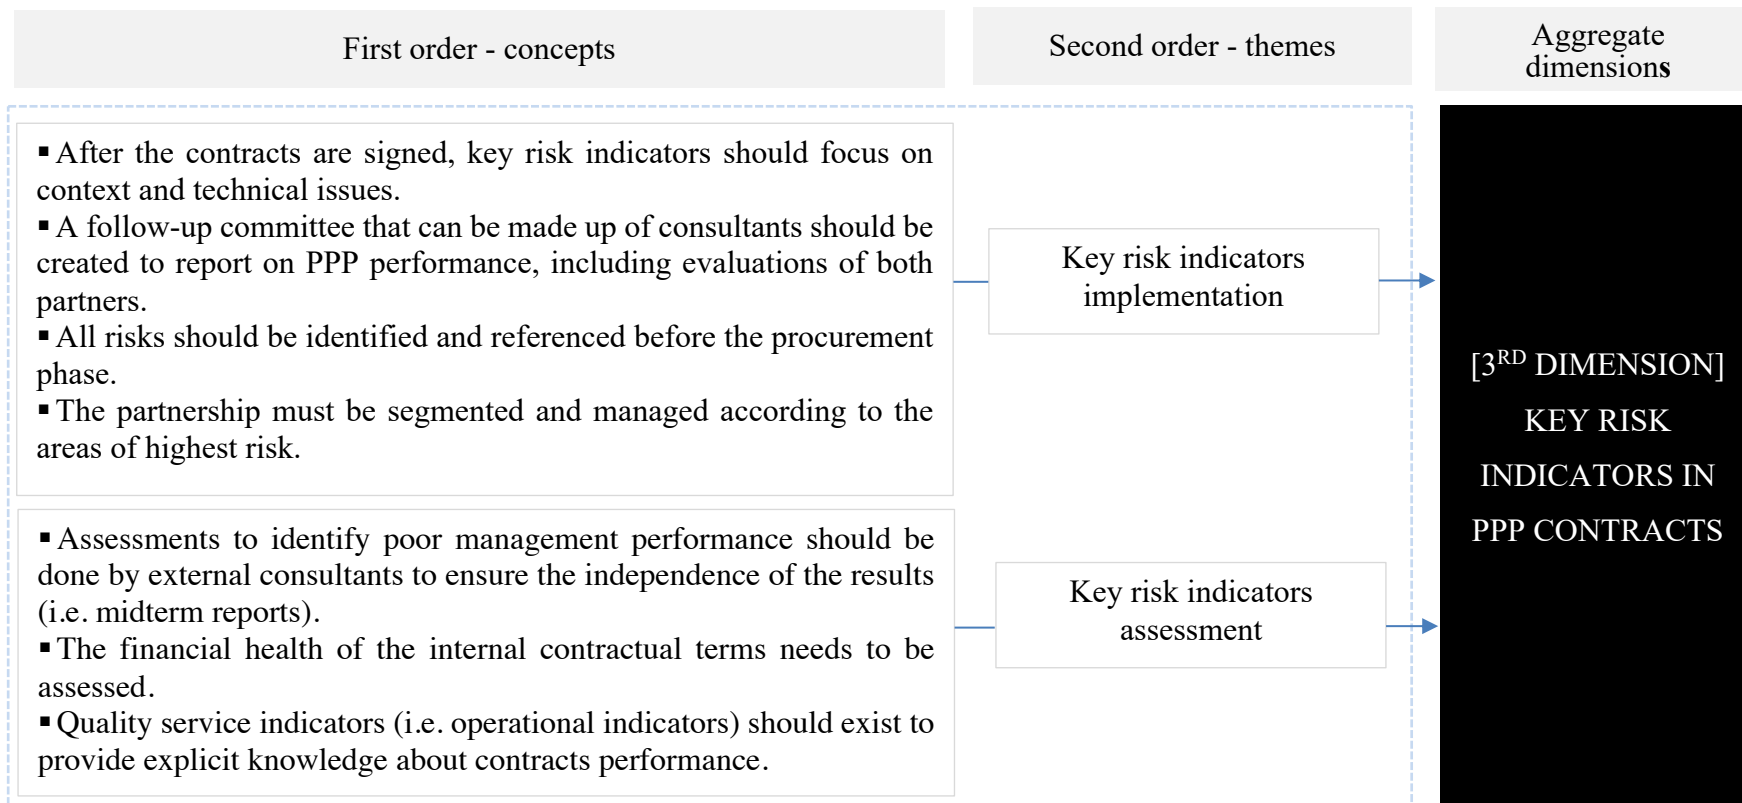 First order - concepts
Second order - themes
Aggregate
dimensions
▪ After the contracts are signed, key risk indicators should focus on
context and technical issues.
▪ A follow-up committee that can be made up of consultants should be
created to report on PPP performance, including evaluations of both
partners.
▪ All risks should be identified and referenced before the procurement
phase.
▪ The partnership must be segmented and managed according to the
areas of highest risk.
Key risk indicators
implementation
▪ Assessments to identify poor management performance should be
done by external consultants to ensure the independence of the results
(i.e. midterm reports).
▪ The financial health of the internal contractual terms needs to be
assessed.
▪ Quality service indicators (i.e. operational indicators) should exist to
provide explicit knowledge about contracts performance.
Key risk indicators
assessment
[3RD DIMENSION]
KEY RISK
INDICATORS IN
PPP CONTRACTS